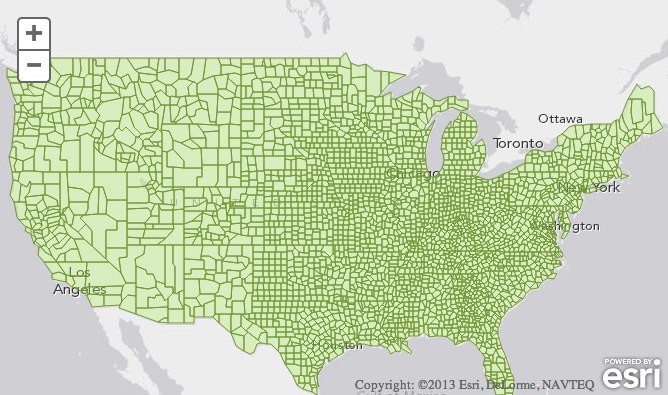 +
−
Ottawa
Toronto
Chicago
New York
Washington
Los
Angeles
Houston
POWERED BY
esri
Copyright: ©2013 Esri, DeLorme, NAVTEQ